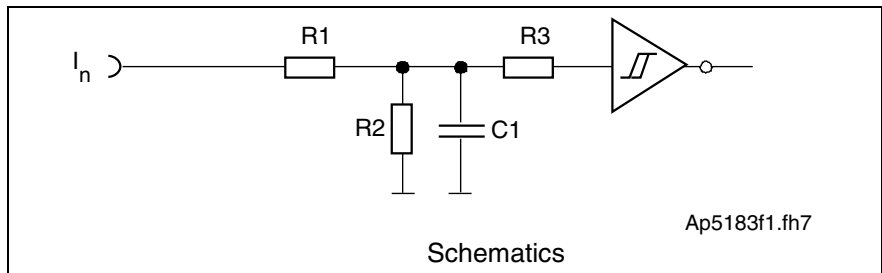 R1
R3
I
n
R2
C1
Ap5183f1.fh7
Schematics